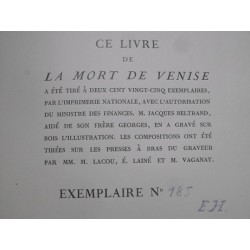 CE LIVRE
DE
LA MORT DE VENISE
A ÉTÉ TIRÉ À DEUX CENT VINGT-CINQ EXEMPLAIRES,
PAR L'IMPRIMERIE NATIONALE, AVEC L'AUTORISATION
DU MINISTRE DES FINANCES. M. JACQUES BELTRAND,
AIDÉ DE SON FRÈRE GEORGES, EN A GRAVÉ SUR
BOIS L'ILLUSTRATION. LES COMPOSITIONS ONT ÉTÉ
TIRÉES SUR LES PRESSES À BRAS DU GRAVEUR
PAR MM. M. LACOU, E. LAINÉ ET M. VAGANAY.
EXEMPLAIRE N° 185
E.H.